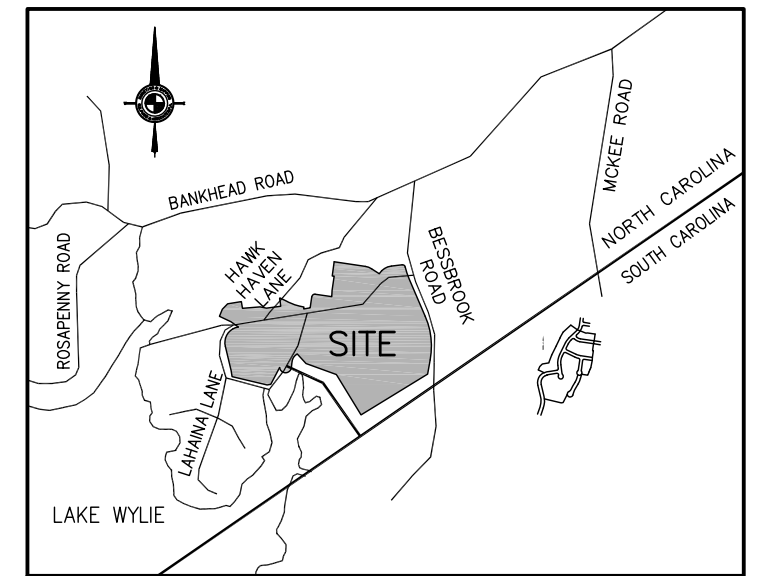 BANKHEAD ROAD
MCKEE ROAD
NORTH CAROLINA
SOUTH CAROLINA
ROSAPENNY ROAD
HAWK
HAVEN
LANE
BESSBROOK
ROAD
SITE
LAHAINA LANE
LAKE WYLIE